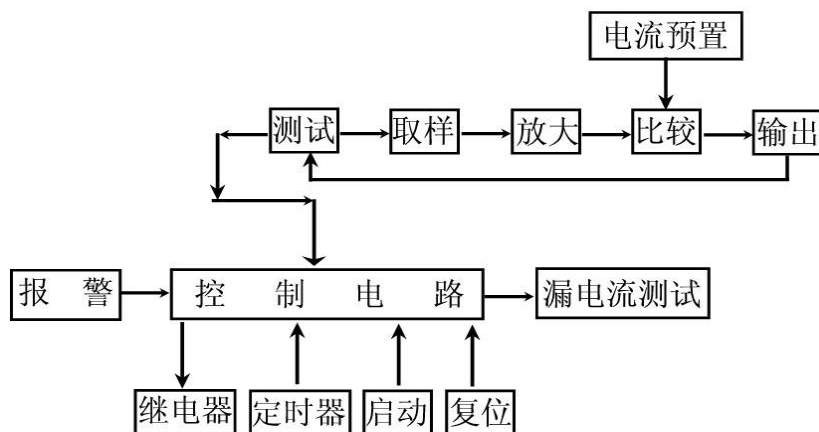 电流预置
测试 取样 放大 比较 输出
报 警 控 制 电 路 漏电流测试
继电器 定时器 启动 复位